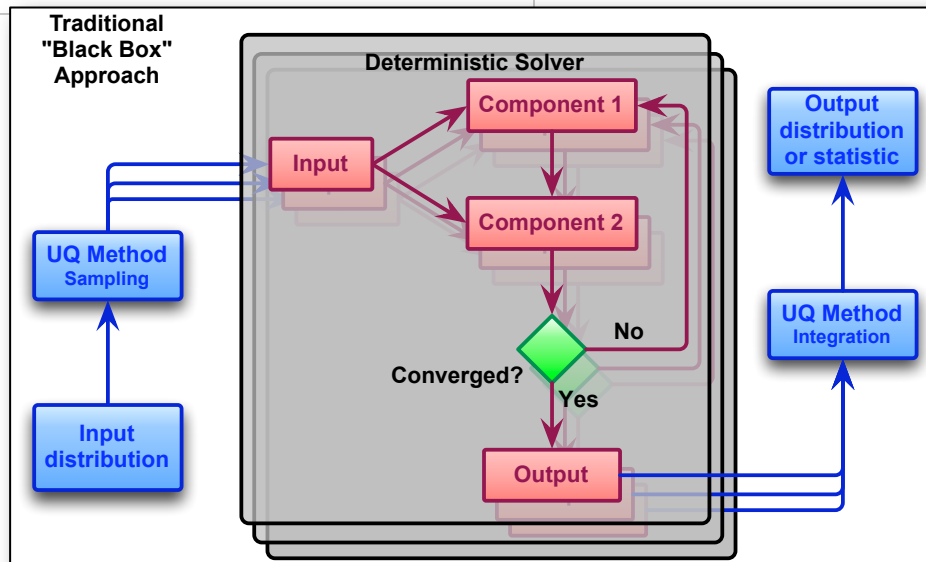 Traditional
"Black Box"
Approach
Deterministic Solver
Component 1
Input
Component 2
No
Converged?
Yes
Output
UQ Method
Sampling
Input
distribution
Output
distribution
or statistic
UQ Method
Integration